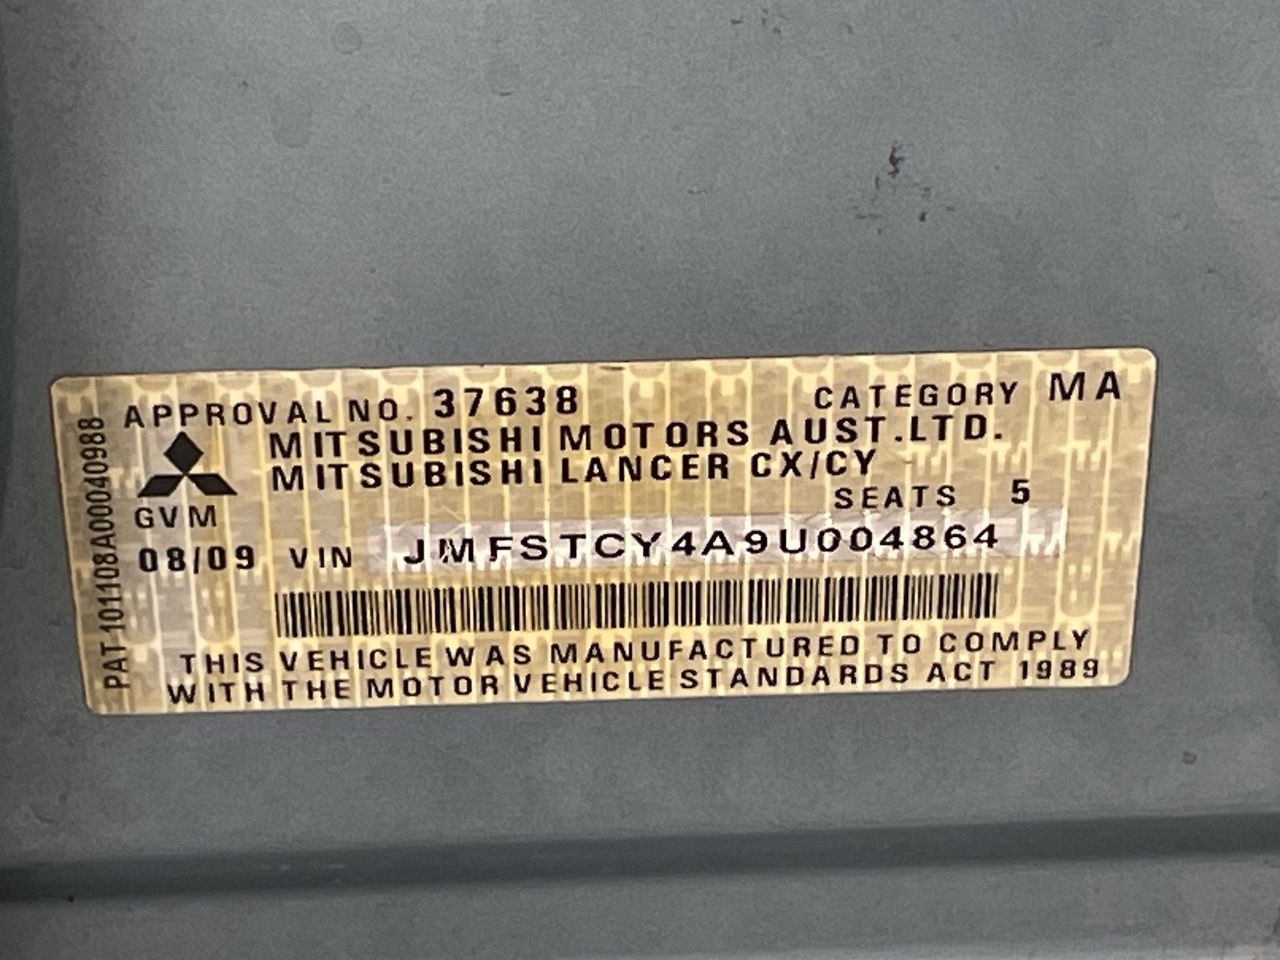 APPROVAL NO. 37638 CATEGORY MA
MITSUBISHI MOTORS AUST.LTD.
MITSUBISHI LANCER CX/CY
SEATS 5
GVM
08/09 VIN JMFSTCY4A9U004864
THIS VEHICLE WAS MANUFACTURED TO COMPLY
WITH THE MOTOR VEHICLE STANDARDS ACT 1989
PAT 101108A00040988